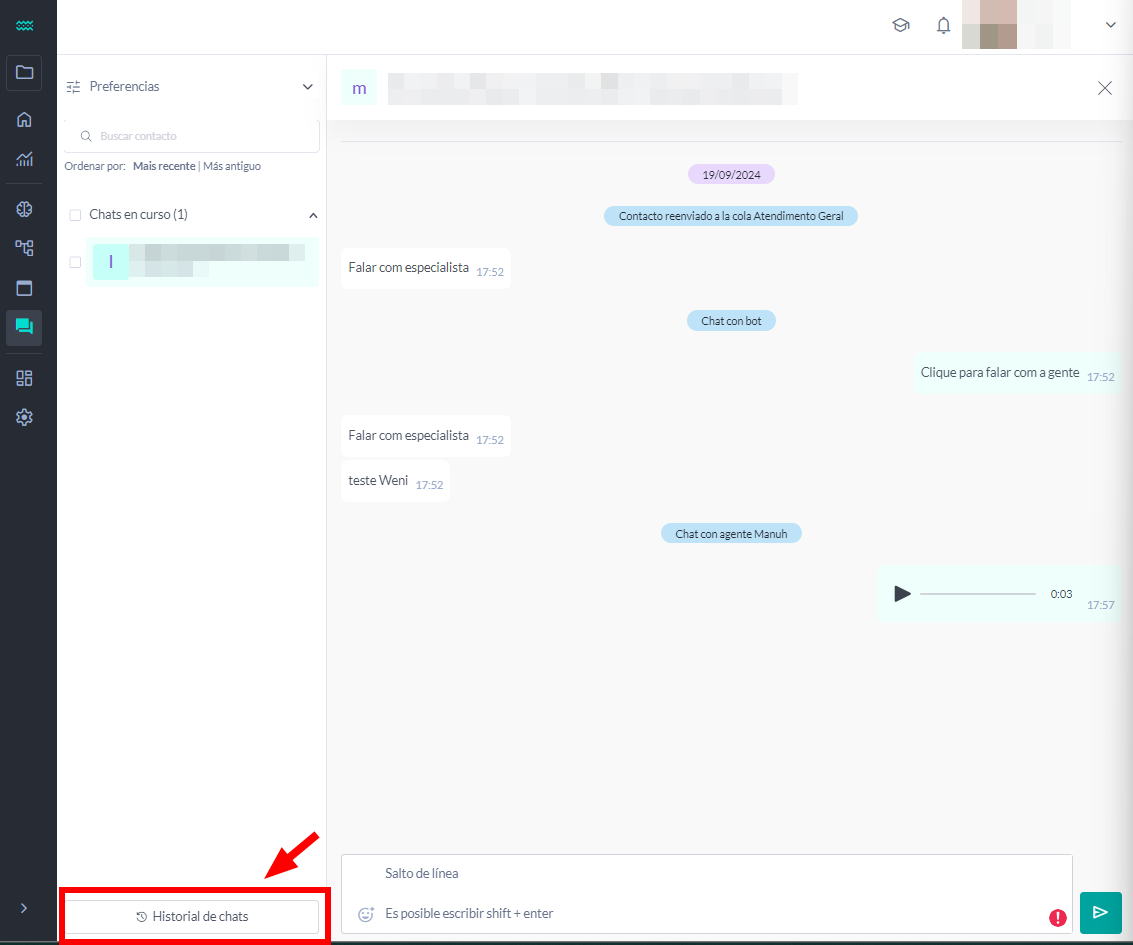 Preferencias
Buscar contacto
Ordenar por: Mais recente | Más antiguo
Chats en curso (1)
l
Historial de chats
m
19/09/2024
Contacto reenviado a la cola Atendimento Geral
Falar com especialista 17:52
Chat con bot
Clique para falar com a gente 17:52
Falar com especialista 17:52
teste Weni 17:52
Chat con agente Manuh
0:03 17:57
Salto de línea
Es posible escribir shift + enter